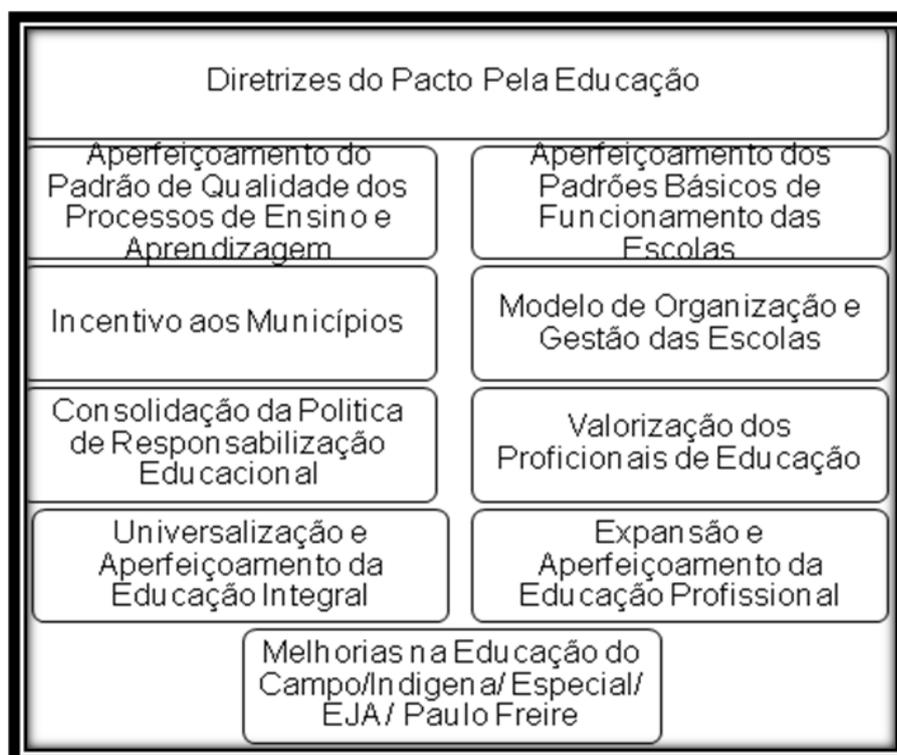 Diretrizes do Pacto Pela Educação
Aperfeiçoamento do
Padrão de Qualidade dos
Processos de Ensino e
Aprendizagem
Aperfeiçoamento dos
Padrões Básicos de
Funcionamento das
Escolas
Incentivo aos Municípios
Modelo de Organização e
Gestão das Escolas
Consolidação da Politica
de Responsabilização
Educacional
Valorização dos
Proficionais de Educação
Universalização e
Aperfeiçoamento da
Educação Integral
Expansão e
Aperfeiçoamento da
Educação Profissional
Melhorias na Educação do
Campo/Indigena/ Especial/
EJA / Paulo Freire